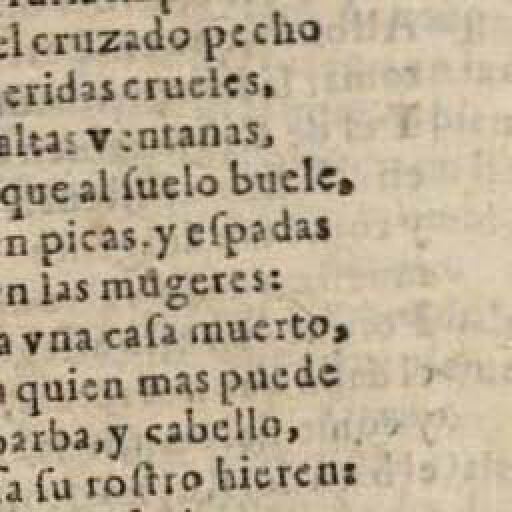 el cruzado pecho
eridas crueles,
altas ventanas,
que al ſuelo buele,
n picas.y eſpadas
n las mugeres:
a vna caſa muerto,
quien mas puede
barba,y cabello,
ſa su roſtro hieren: